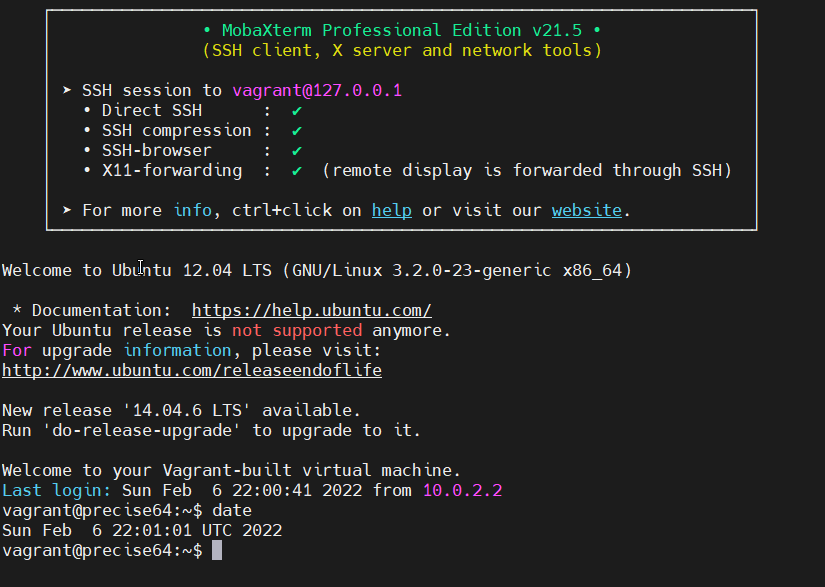 • MobaXterm Professional Edition v21.5 •
(SSH client, X server and network tools)
➤ SSH session to vagrant@127.0.0.1
• Direct SSH : ✔
• SSH compression : ✔
• SSH-browser : ✔
• X11-forwarding : ✔ (remote display is forwarded through SSH)
➤ For more info, ctrl+click on help or visit our website.
Welcome to Ubuntu 12.04 LTS (GNU/Linux 3.2.0-23-generic x86_64)
* Documentation: https://help.ubuntu.com/
Your Ubuntu release is not supported anymore.
For upgrade information, please visit:
http://www.ubuntu.com/releaseendoflife
New release '14.04.6 LTS' available.
Run 'do-release-upgrade' to upgrade to it.
Welcome to your Vagrant-built virtual machine.
Last login: Sun Feb  6 22:00:41 2022 from 10.0.2.2
vagrant@precise64:~$ date
Sun Feb  6 22:01:01 UTC 2022
vagrant@precise64:~$